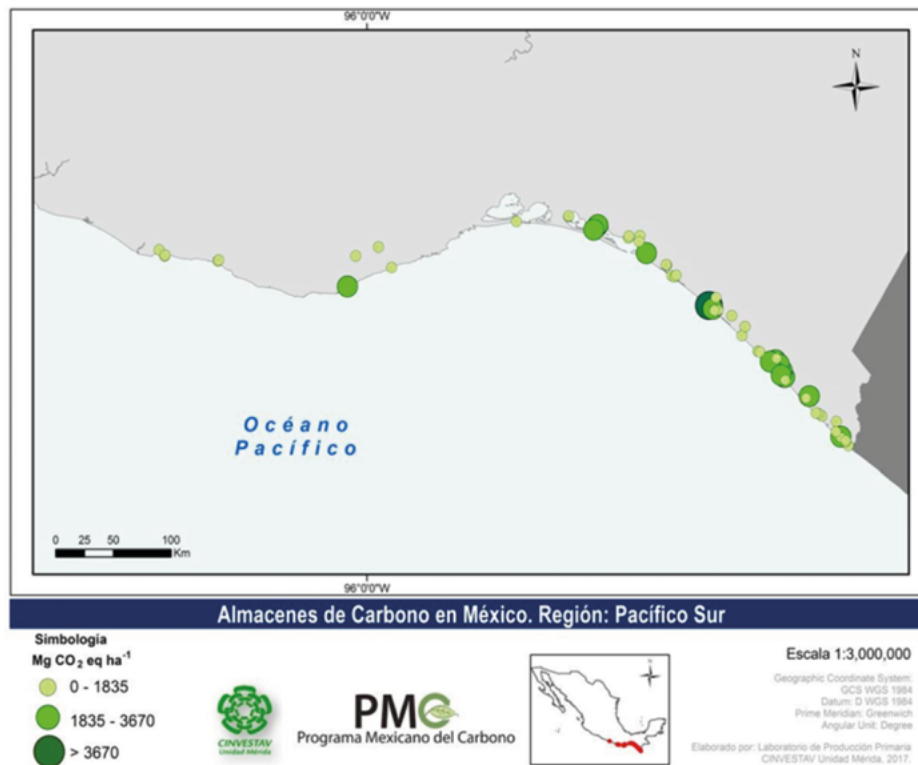 96°0'0"W
N
Océano
Pacífico
0 25 50 100
Km
96°0'0"W
Almacenes de Carbono en México. Región: Pacífico Sur
Simbología
Mg CO₂ eq ha⁻¹
0 - 1835
1835 - 3670
> 3670
CINVESTAV
Unidad Mérida
PMC
Programa Mexicano del Carbono
N
Escala 1:3,000,000
Geographic Coordinate System:
GCS WGS 1984
Datum: D WGS 1984
Prime Meridian: Greenwich
Angular Unit: Degree
Elaborado por: Laboratorio de Producción Primaria
CINVESTAV Unidad Mérida, 2017.